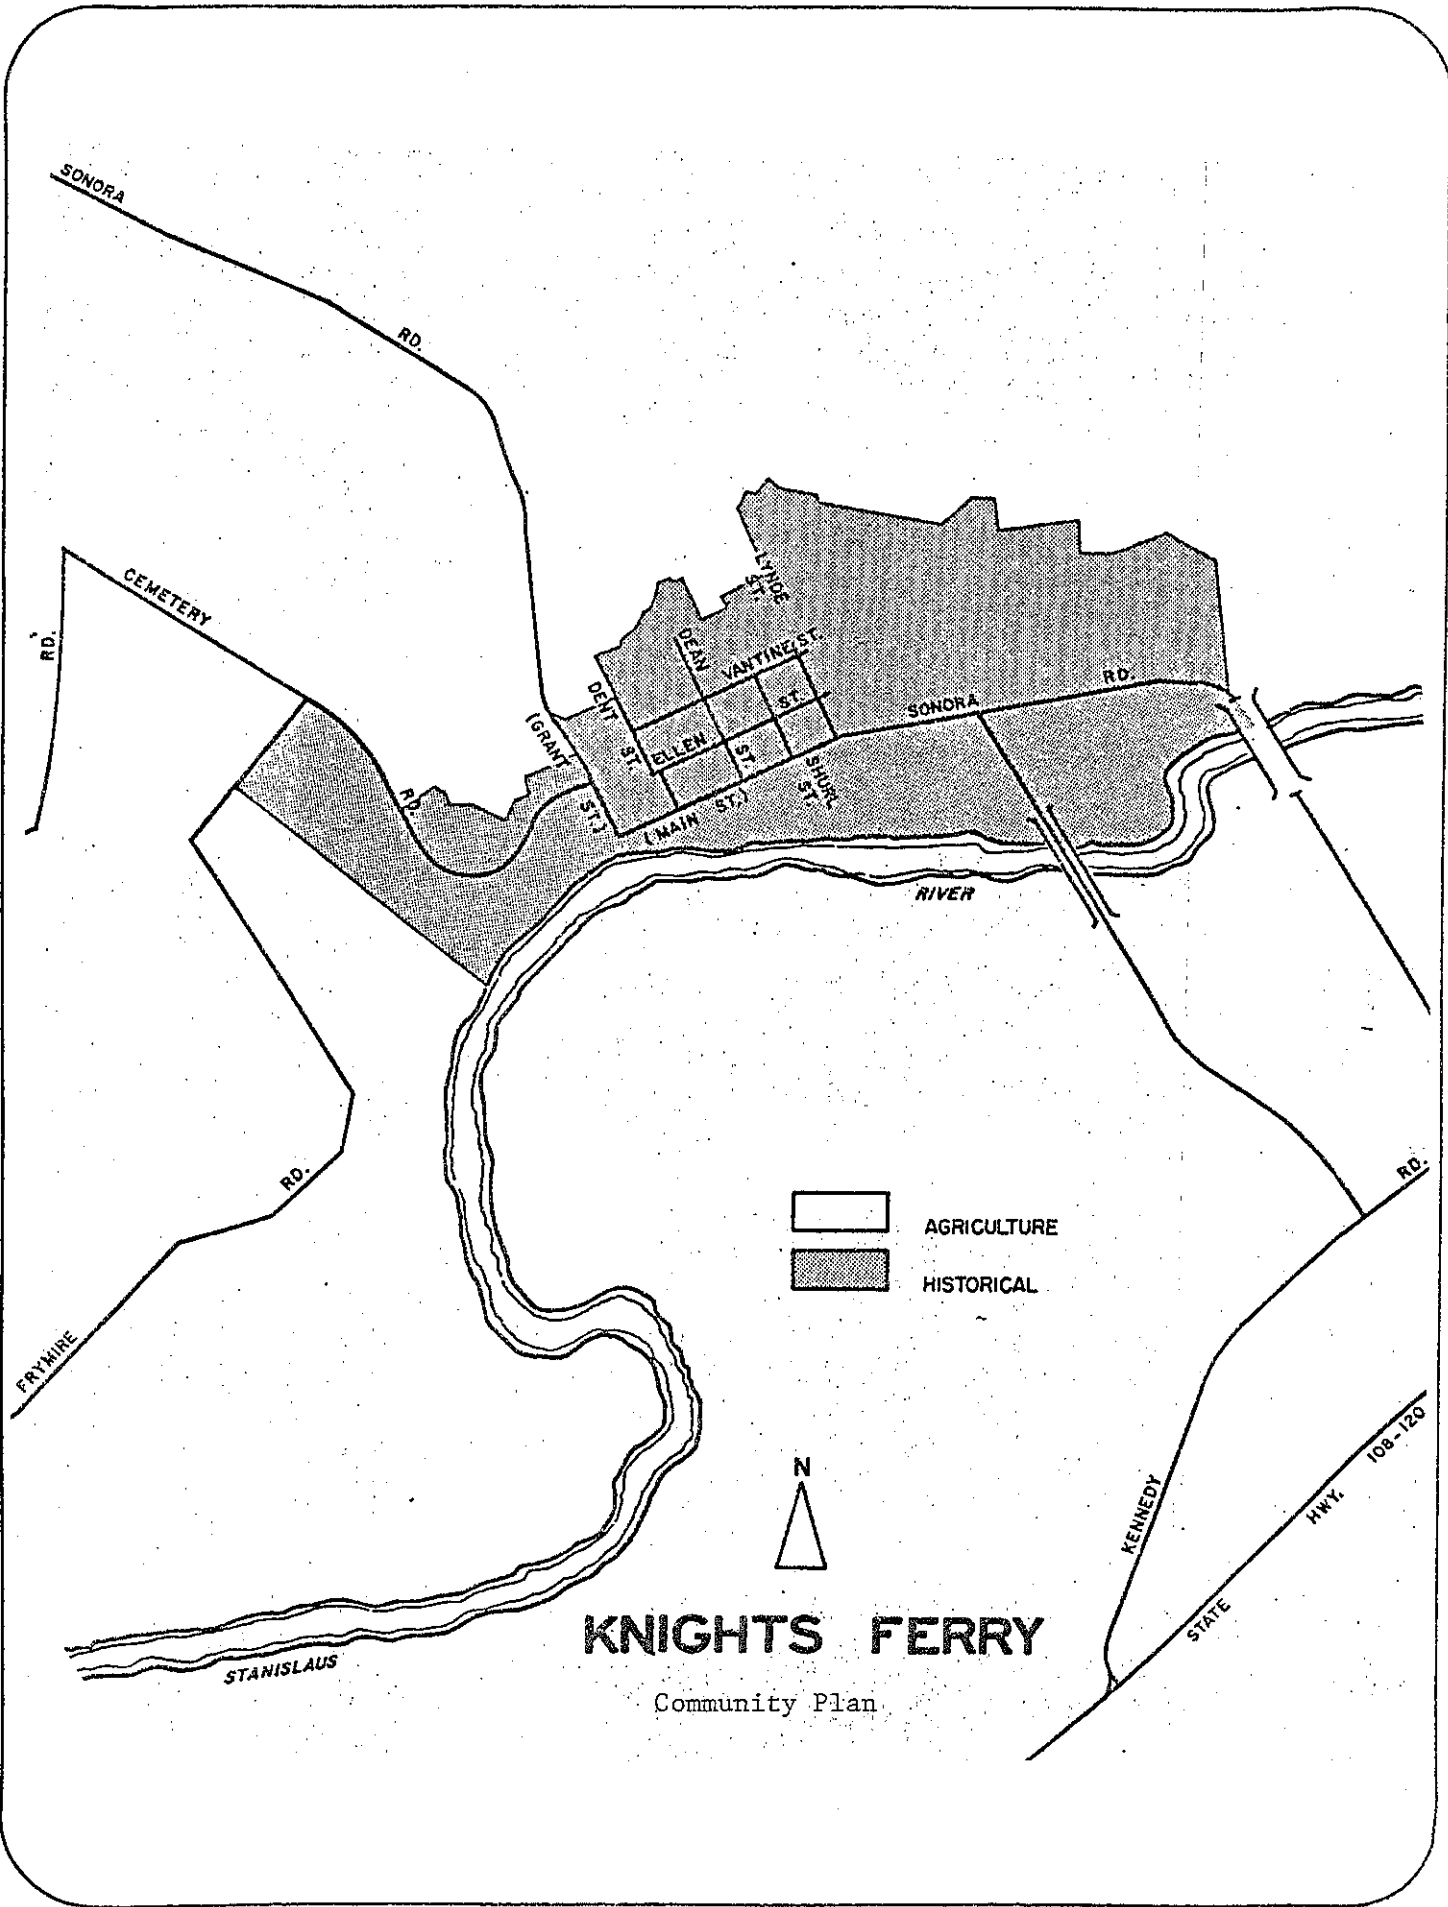 SONORA
RD.
CEMETERY
RD.
RD.
LYNDE
ST.
DEAN
VANTINE ST.
DENT
ST.
ST.
ELLEN
ST.
(GRANT
ST.)
SONORA
RD.
SHURL
ST.
(MAIN
ST.)
RIVER
RD.
FRYMIRE
RD.
AGRICULTURE
HISTORICAL
N
KENNEDY
108-120
HWY.
STATE
STANISLAUS
KNIGHTS FERRY
Community Plan